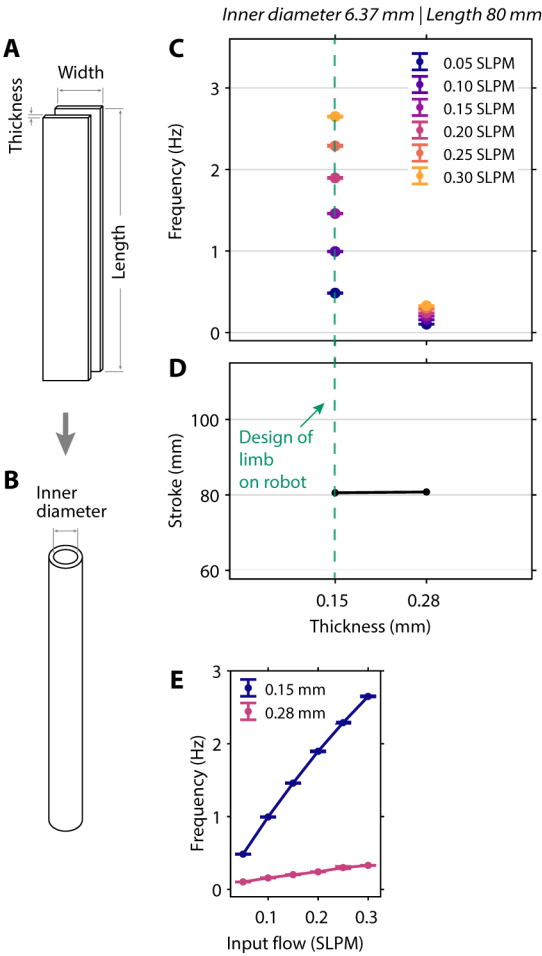 Inner diameter 6.37 mm | Length 80 mm
A
Width
Thickness
Length
B
Inner
diameter
C
Frequency (Hz)
3
2
1
0
0.05 SLPM
0.10 SLPM
0.15 SLPM
0.20 SLPM
0.25 SLPM
0.30 SLPM
D
Stroke (mm)
100
80
60
Design of
limb
on robot
0.15
0.28
Thickness (mm)
E
Frequency (Hz)
3
2
1
0
0.15 mm
0.28 mm
0.1
0.2
0.3
Input flow (SLPM)